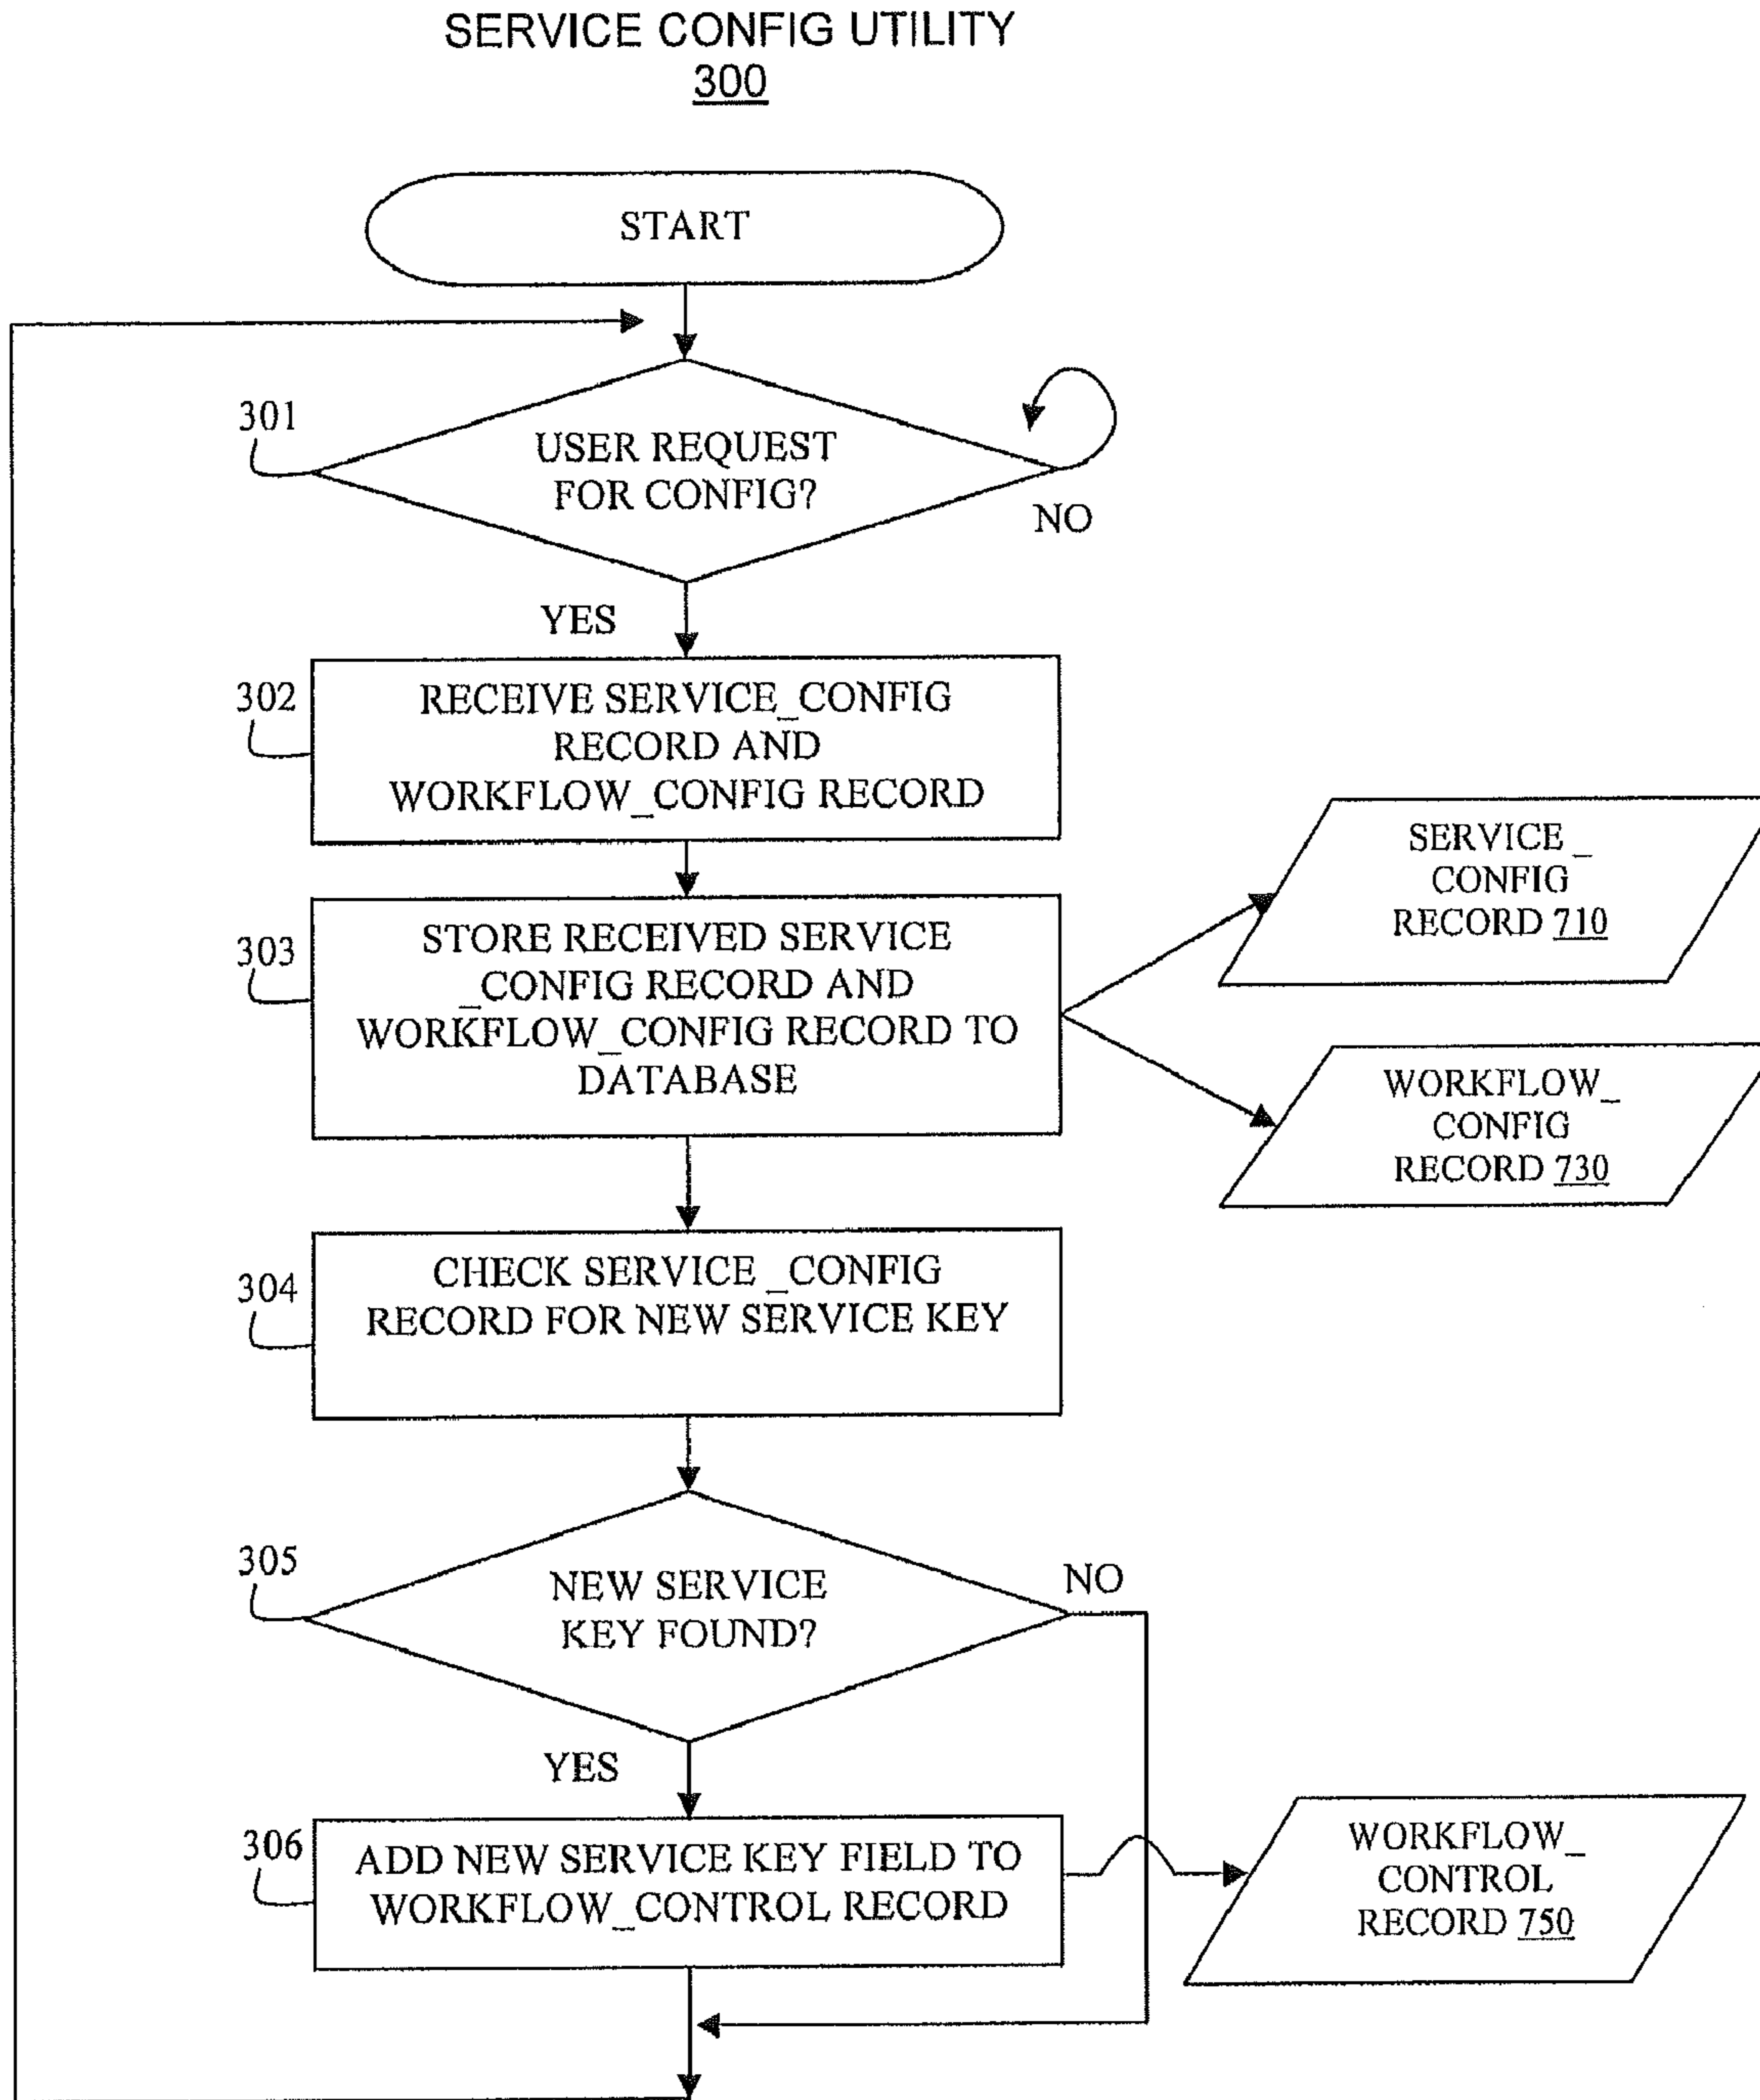 SERVICE CONFIG UTILITY
300
START
301
USER REQUEST
FOR CONFIG?
NO
YES
302
RECEIVE SERVICE_CONFIG
RECORD AND
WORKFLOW_CONFIG RECORD
303
STORE RECEIVED SERVICE
_CONFIG RECORD AND
WORKFLOW_CONFIG RECORD TO
DATABASE
SERVICE_
CONFIG
RECORD 710
WORKFLOW_
CONFIG
RECORD 730
304
CHECK SERVICE _CONFIG
RECORD FOR NEW SERVICE KEY
305
NEW SERVICE
KEY FOUND?
NO
YES
306
ADD NEW SERVICE KEY FIELD TO
WORKFLOW_CONTROL RECORD
WORKFLOW_
CONTROL
RECORD 750